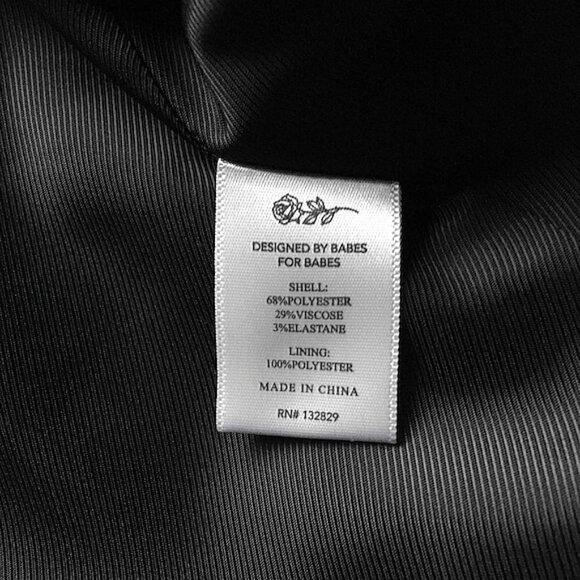 DESIGNED BY BABES
FOR BABES
SHELL:
68%POLYESTER
29%VISCOSE
3%ELASTANE
LINING:
100%POLYESTER
MADE IN CHINA
RN# 132829